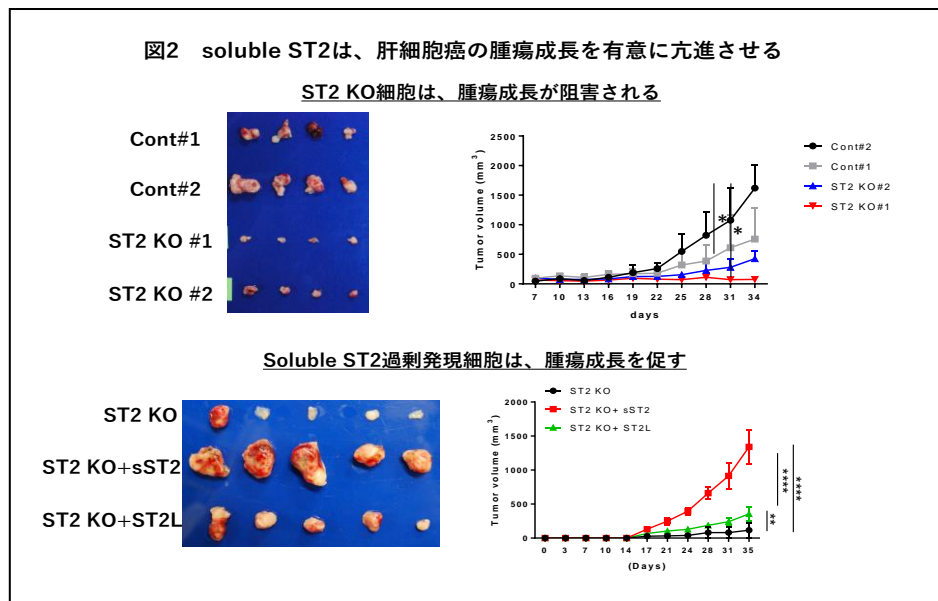 図2 soluble ST2は、肝細胞癌の腫瘍成長を有意に亢進させる
ST2 KO細胞は、腫瘍成長が阻害される
Cont#1
Cont#2
ST2 KO #1
ST2 KO #2
Tumor volume (mm³)
2500
2000
1500
1000
500
0
7 10 13 16 19 22 25 28 31 34
days
*
*
Cont#2
Cont#1
ST2 KO#2
ST2 KO#1
Soluble ST2過剰発現細胞は、腫瘍成長を促す
ST2 KO
ST2 KO+sST2
ST2 KO+ST2L
ST2 KO
ST2 KO+ sST2
ST2 KO+ ST2L
Tumor volume (mm³)
2000
1500
1000
500
0
0 3 7 10 14 17 21 24 28 31 35
(Days)
****
**
****